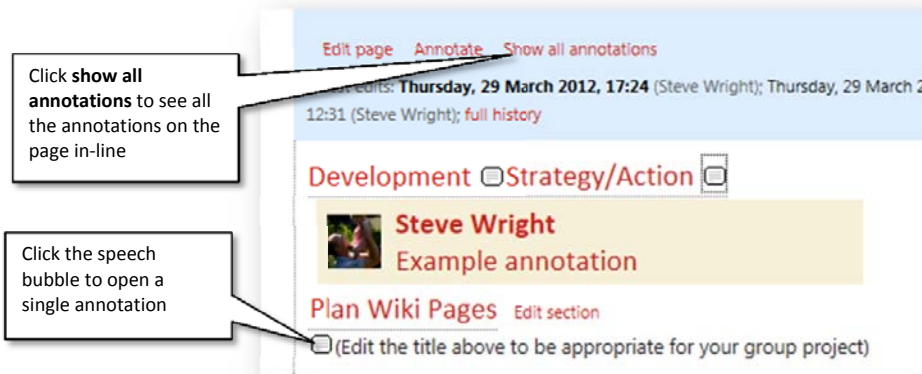 Edit page Annotate Show all annotations
Click show all
annotations to see all
the annotations on the
page in-line
edits: Thursday, 29 March 2012, 17:24 (Steve Wright); Thursday, 29 March 2
12:31 (Steve Wright); full history
Development Strategy/Action
Steve Wright
Example annotation
Click the speech
bubble to open a
single annotation
Plan Wiki Pages Edit section
(Edit the title above to be appropriate for your group project)